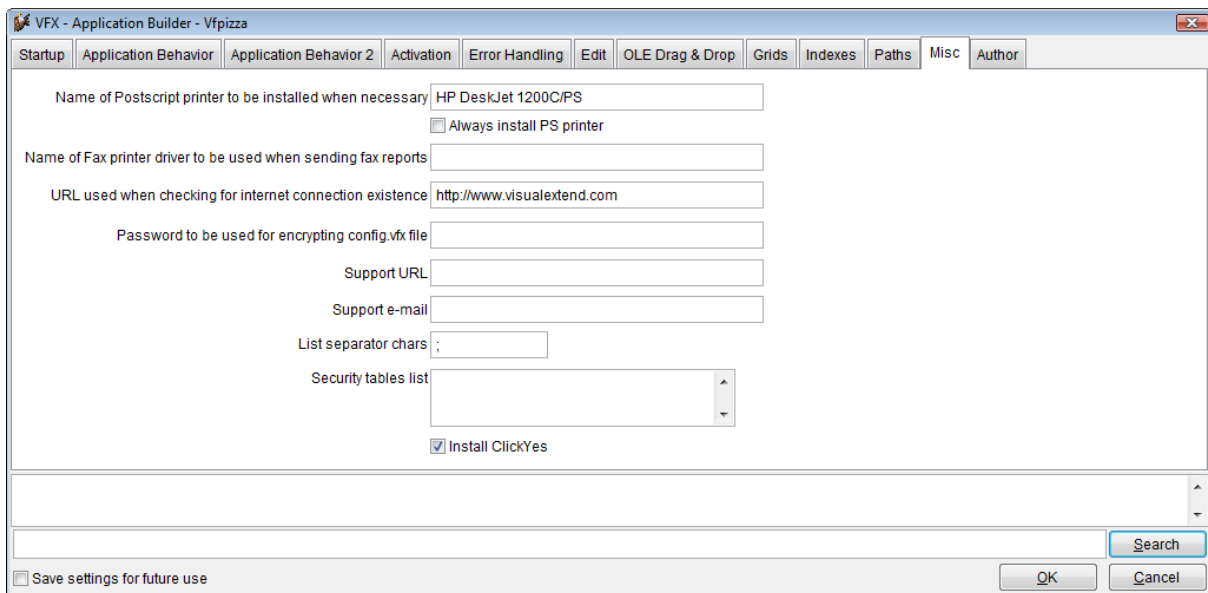 VFX - Application Builder - Vfpizza
Startup Application Behavior Application Behavior 2 Activation Error Handling Edit OLE Drag & Drop Grids Indexes Paths Misc Author
Name of Postscript printer to be installed when necessary HP DeskJet 1200C/PS
Always install PS printer
Name of Fax printer driver to be used when sending fax reports
URL used when checking for internet connection existence http://www.visualextend.com
Password to be used for encrypting config.vfx file
Support URL
Support e-mail
List separator chars ;
Security tables list
Install ClickYes
Search
Save settings for future use OK Cancel